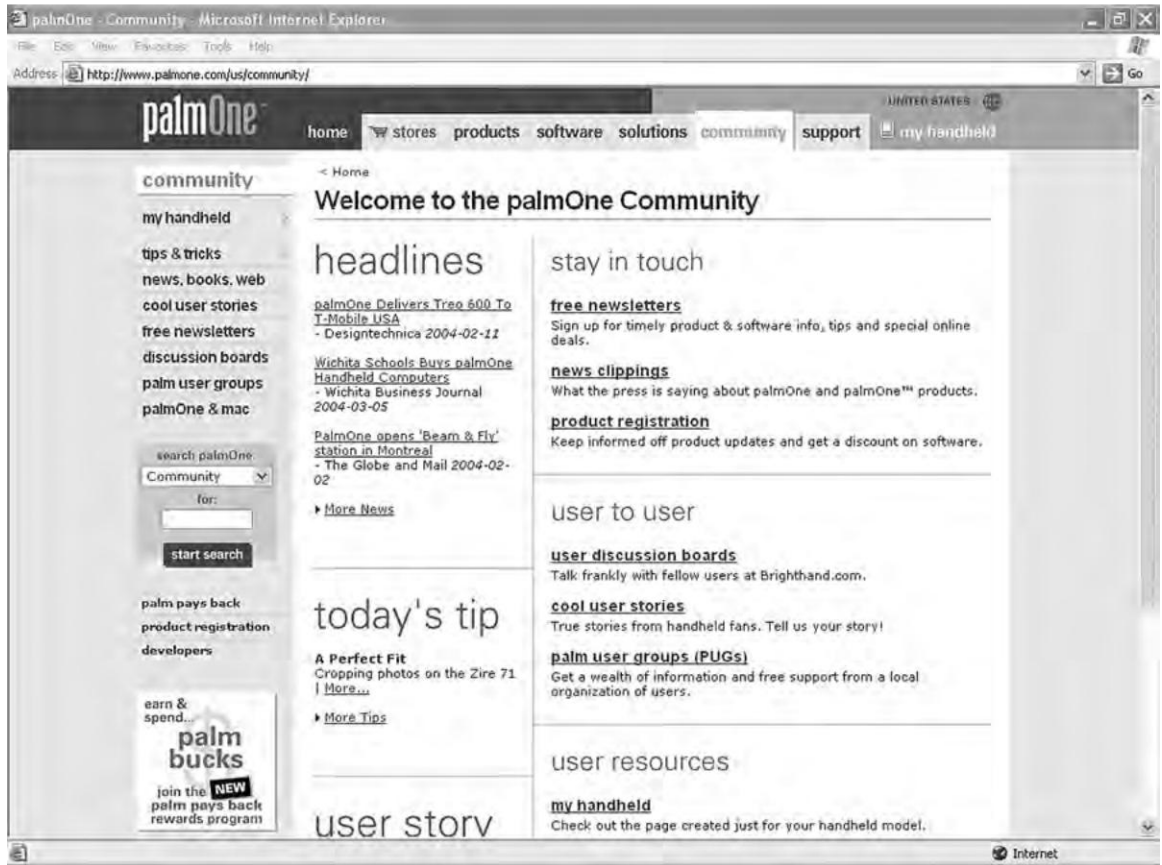 palmOne - Community - Microsoft Internet Explorer
File Edit View Favorites Tools Help
Address http://www.palmone.com/us/community/ Go
palmOne™
UNITED STATES
home stores products software solutions community support my handheld
community
my handheld
tips & tricks
news, books, web
cool user stories
free newsletters
discussion boards
palm user groups
palmOne & mac
search palmOne
Community
for:
start search
palm pays back
product registration
developers
earn &
spend...
palm
bucks
join the NEW
palm pays back
rewards program
< Home
Welcome to the palmOne Community
headlines
palmOne Delivers Treo 600 To
T-Mobile USA
- Designtechnica 2004-02-11
Wichita Schools Buys palmOne
Handheld Computers
- Wichita Business Journal
2004-03-05
PalmOne opens 'Beam & Fly'
station in Montreal
- The Globe and Mail 2004-02-
02
More News
today's tip
A Perfect Fit
Cropping photos on the Zire 71
| More...
More Tips
user story
stay in touch
free newsletters
Sign up for timely product & software info, tips and special online
deals.
news clippings
What the press is saying about palmOne and palmOne™ products.
product registration
Keep informed off product updates and get a discount on software.
user to user
user discussion boards
Talk frankly with fellow users at Brighthand.com.
cool user stories
True stories from handheld fans. Tell us your story!
palm user groups (PUGs)
Get a wealth of information and free support from a local
organization of users.
user resources
my handheld
Check out the page created just for your handheld model.
Internet